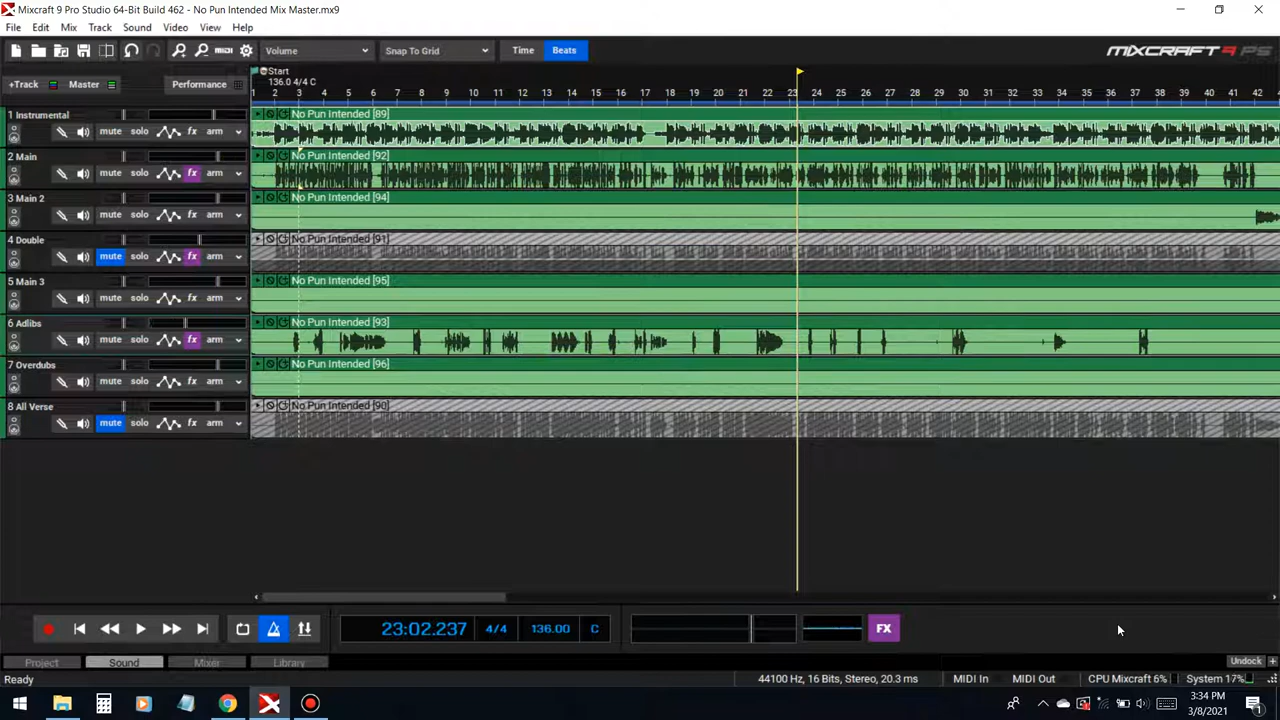 Mixcraft 9 Pro Studio 64-Bit Build 462 - No Pun Intended Mix Master.mx9
File Edit Mix Track Sound Video View Help
MIDI Volume Snap To Grid Time Beats MIXCRAFT 9 PS
+Track Master Performance
Start
136.0 4/4 C
1 2 3 4 5 6 7 8 9 10 11 12 13 14 15 16 17 18 19 20 21 22 23 24 25 26 27 28 29 30 31 32 33 34 35 36 37 38 39 40 41 42 4
1 Instrumental No Pun Intended [89]
mute solo fx arm
2 Main No Pun Intended [92]
mute solo fx arm
3 Main 2 No Pun Intended [94]
mute solo fx arm
4 Double No Pun Intended [91]
mute solo fx arm
5 Main 3 No Pun Intended [95]
mute solo fx arm
6 Adlibs No Pun Intended [93]
mute solo fx arm
7 Overdubs No Pun Intended [96]
mute solo fx arm
8 All Verse No Pun Intended [90]
mute solo fx arm
23:02.237 4/4 136.00 C FX
Project Sound Mixer Library Undock +
Ready 44100 Hz, 16 Bits, Stereo, 20.3 ms MIDI In MIDI Out CPU Mixcraft 6% System 17%
3:34 PM
3/8/2021
1